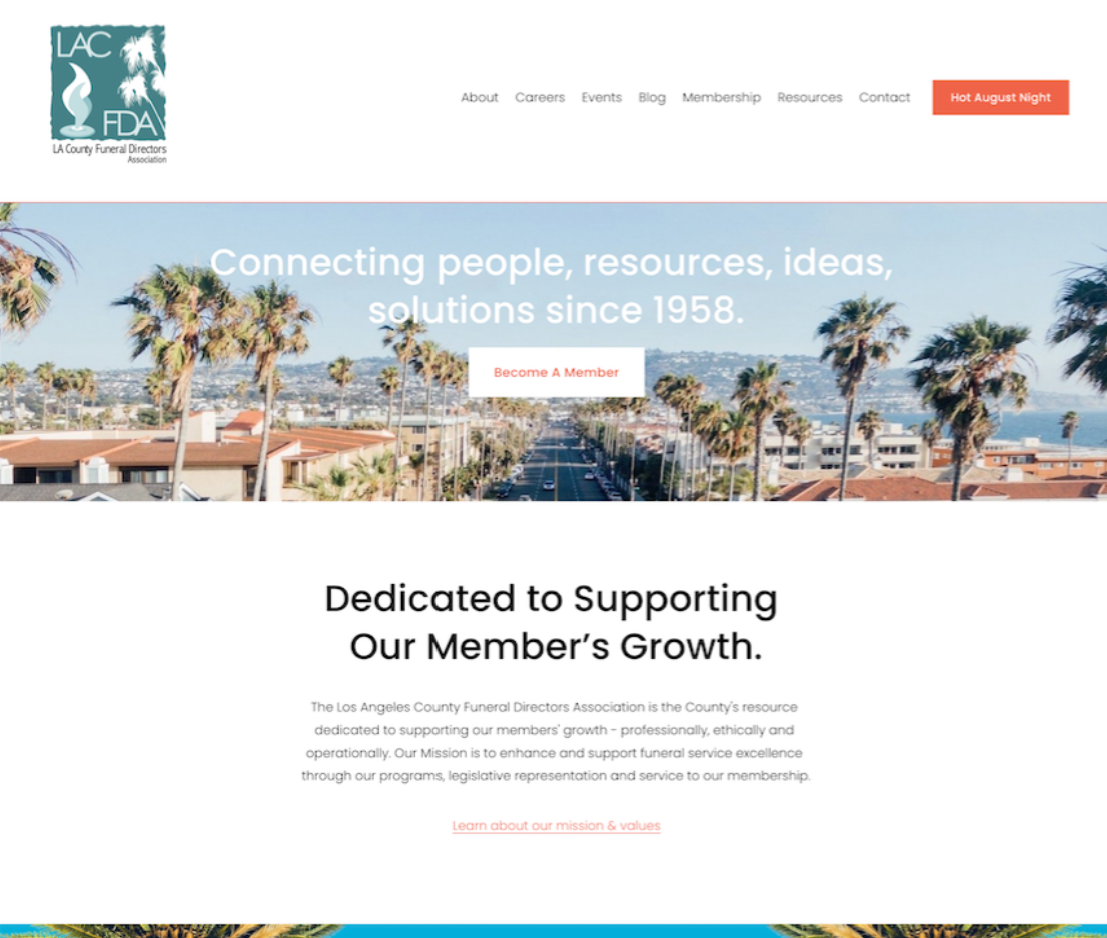 LAC
FDA
LA County Funeral Directors
Association
About Careers Events Blog Membership Resources Contact Hot August Night
Connecting people, resources, ideas,
solutions since 1958.
Become A Member
Dedicated to Supporting
Our Member’s Growth.
The Los Angeles County Funeral Directors Association is the County's resource
dedicated to supporting our members' growth - professionally, ethically and
operationally. Our Mission is to enhance and support funeral service excellence
through our programs, legislative representation and service to our membership.
Learn about our mission & values